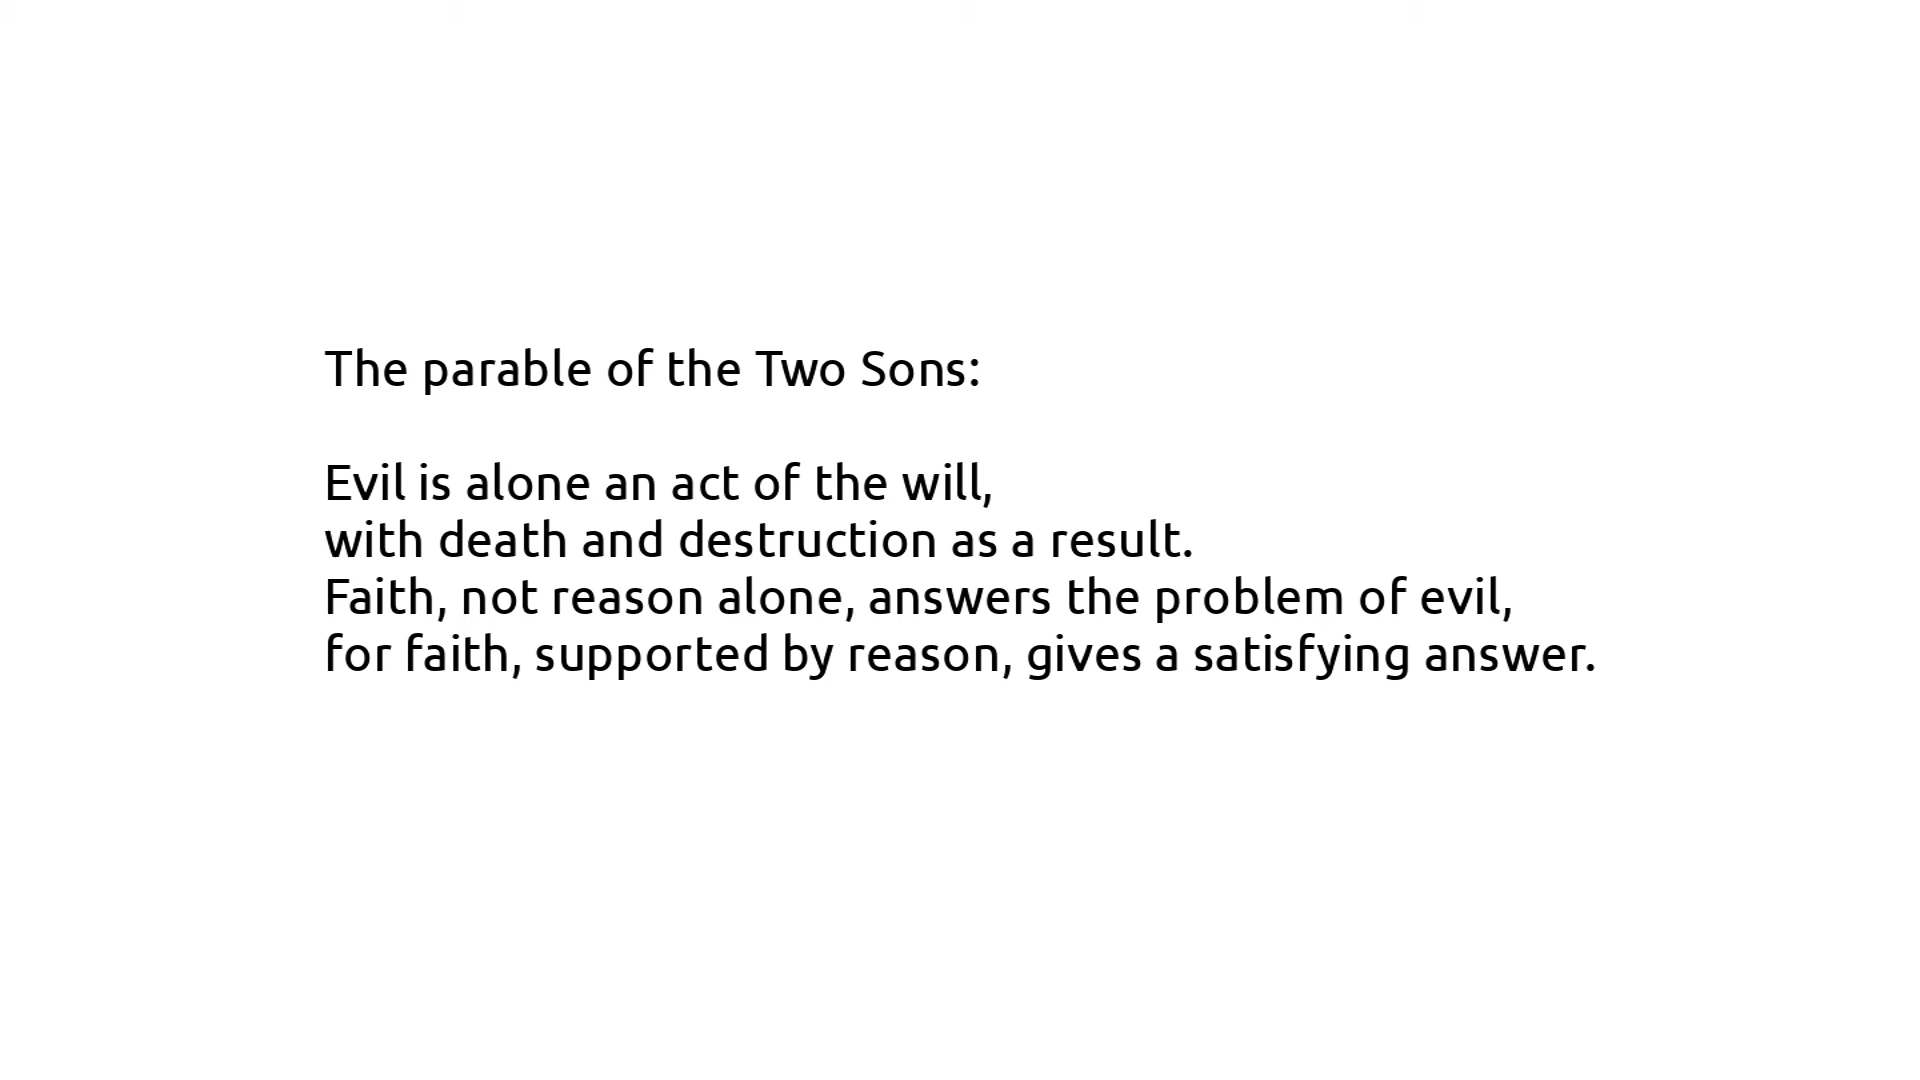 The parable of the Two Sons:
Evil is alone an act of the will,
with death and destruction as a result.
Faith, not reason alone, answers the problem of evil,
for faith, supported by reason, gives a satisfying answer.